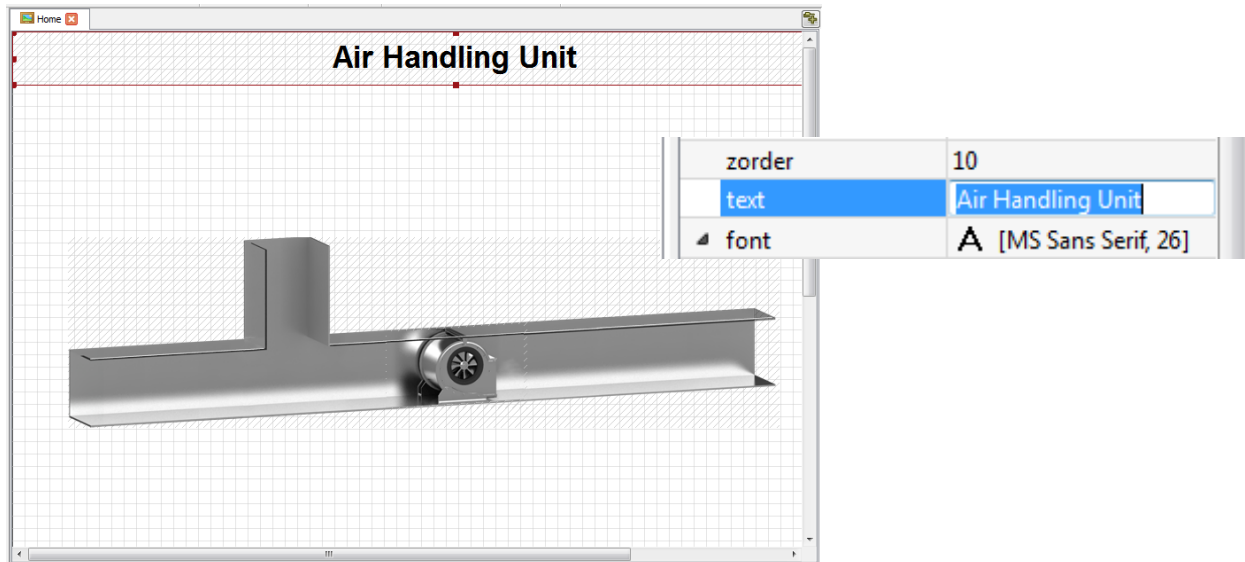 Home
Air Handling Unit
zorder 10
text Air Handling Unit
font A [MS Sans Serif, 26]